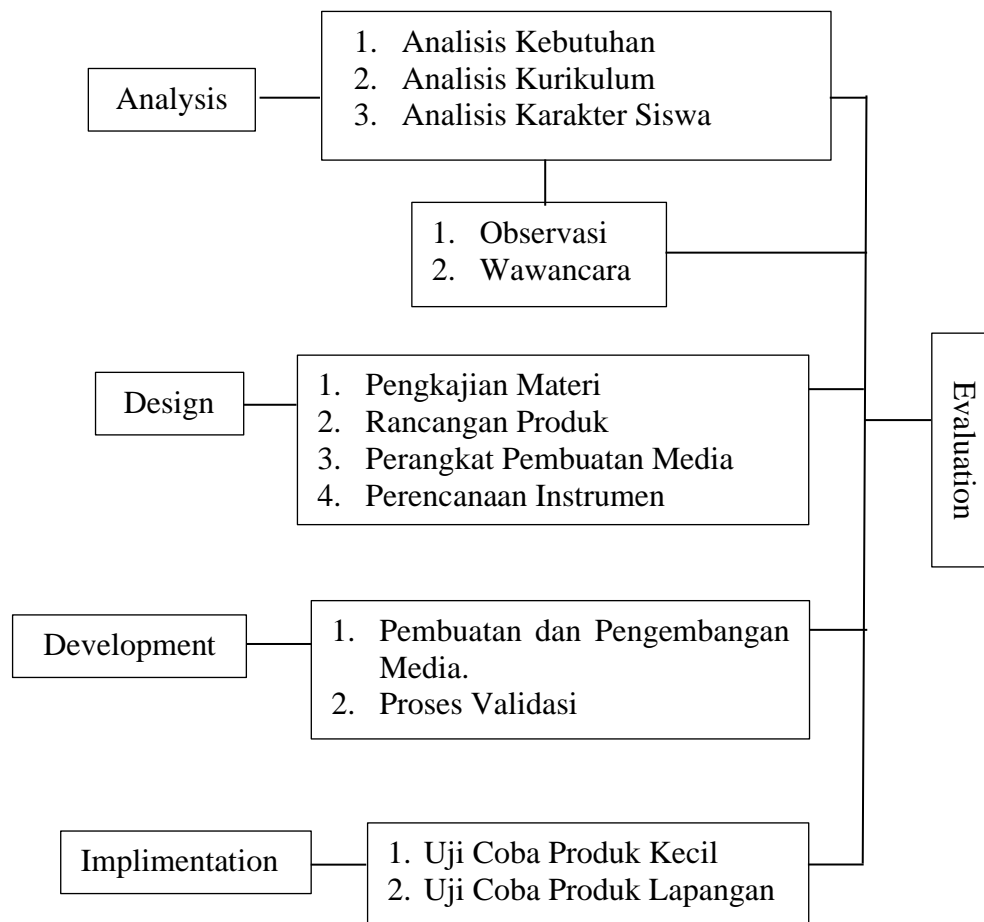 Analysis
1. Analisis Kebutuhan
2. Analisis Kurikulum
3. Analisis Karakter Siswa
1. Observasi
2. Wawancara
Design
1. Pengkajian Materi
2. Rancangan Produk
3. Perangkat Pembuatan Media
4. Perencanaan Instrumen
Evaluation
Development
1. Pembuatan dan Pengembangan
Media.
2. Proses Validasi
Implimentation
1. Uji Coba Produk Kecil
2. Uji Coba Produk Lapangan